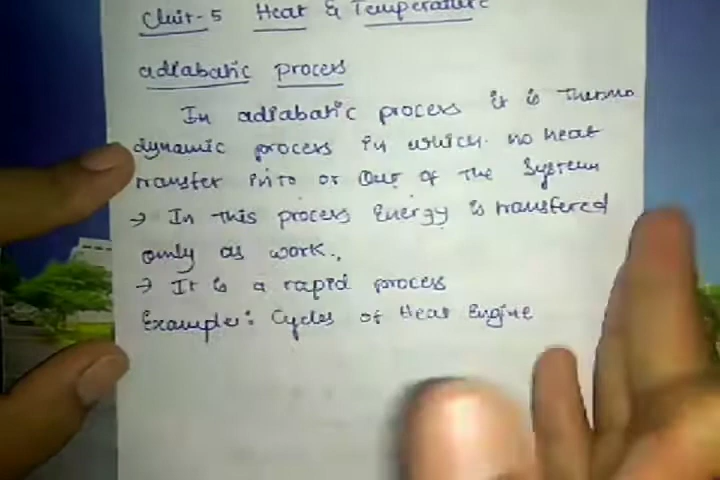 Unit-5 Heat & Temperature
adiabatic process
In adiabatic process it is Thermo
dynamic process in which no heat
transfer into or out of the System
→ In this process Energy is transfered
only as work.,
→ It is a rapid process
Example: Cycles of Heat Engine